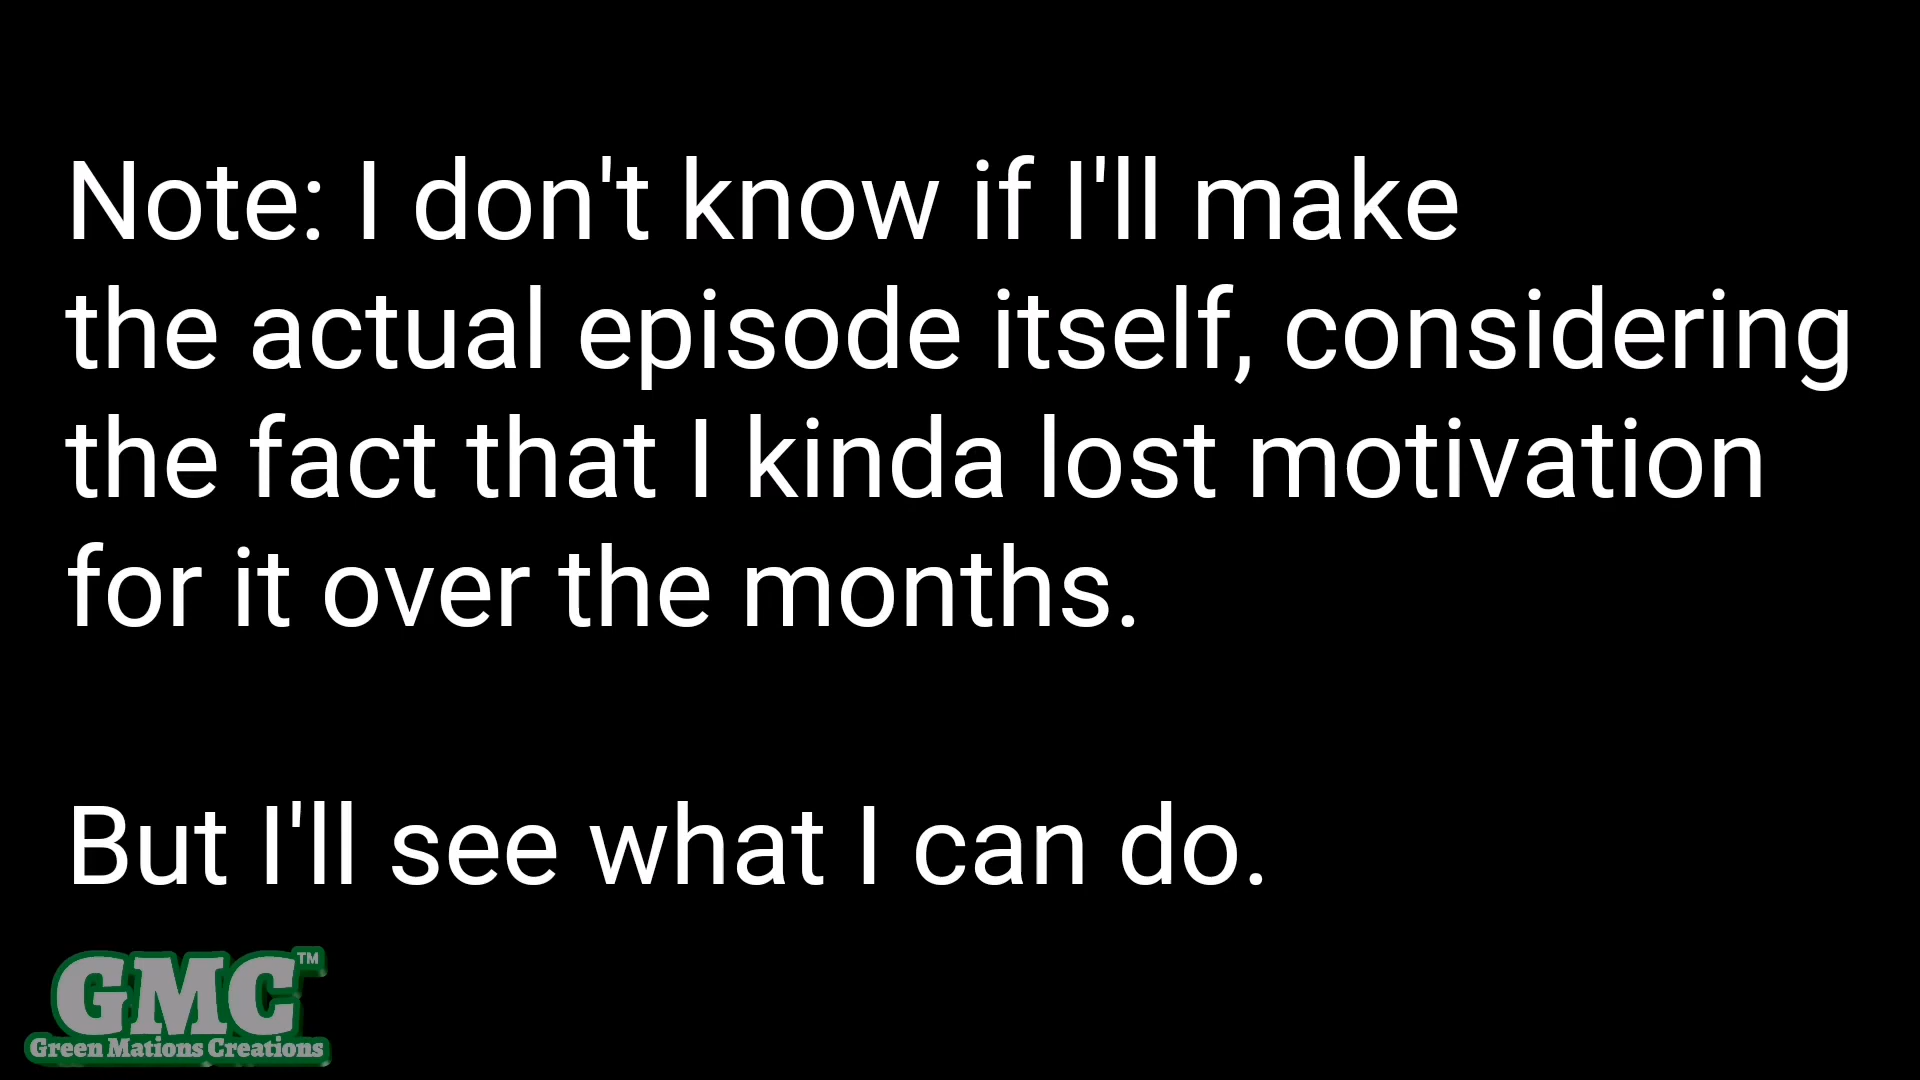 Note: I don't know if I'll make
the actual episode itself, considering
the fact that I kinda lost motivation
for it over the months.
But I'll see what I can do.
GMC™
Green Mations Creations